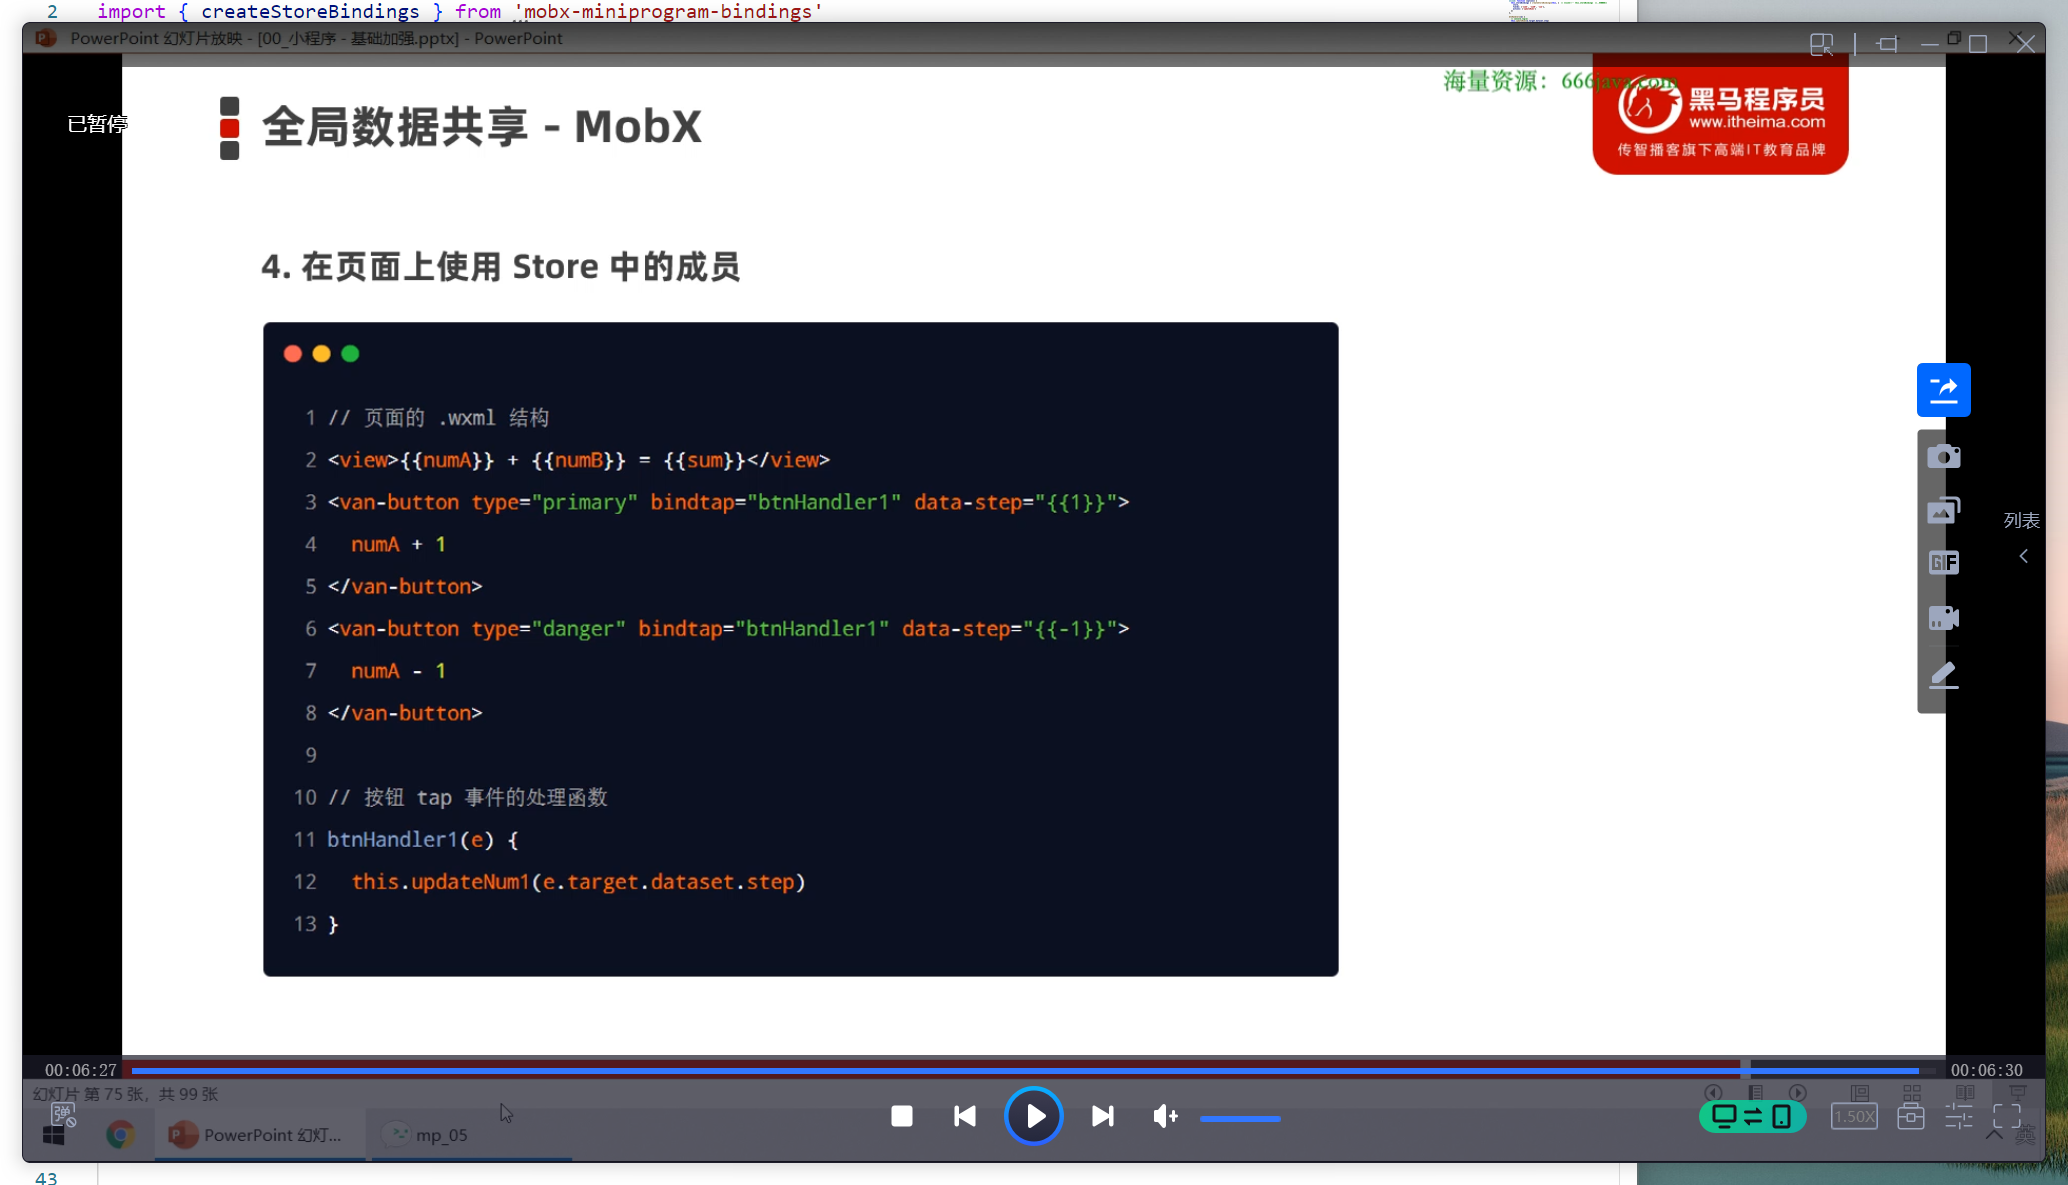 2 import { createStoreBindings } from 'mobx-miniprogram-bindings'
PowerPoint 幻灯片放映 - [00_小程序 - 基础加强.pptx] - PowerPoint
已暂停
海量资源：666java.com
全局数据共享 - MobX
黑马程序员
www.itheima.com
传智播客旗下高端IT教育品牌
4. 在页面上使用 Store 中的成员
1 // 页面的 .wxml 结构
2 <view>{{numA}} + {{numB}} = {{sum}}</view>
3 <van-button type="primary" bindtap="btnHandler1" data-step="{{1}}">
4 numA + 1
5 </van-button>
6 <van-button type="danger" bindtap="btnHandler1" data-step="{{-1}}">
7 numA - 1
8 </van-button>
9
10 // 按钮 tap 事件的处理函数
11 btnHandler1(e) {
12 this.updateNum1(e.target.dataset.step)
13 }
GIF
列表
00:06:27
00:06:30
幻灯片 第 75 张，共 99 张
弹
PowerPoint 幻灯...
mp_05
1.50X
英
43